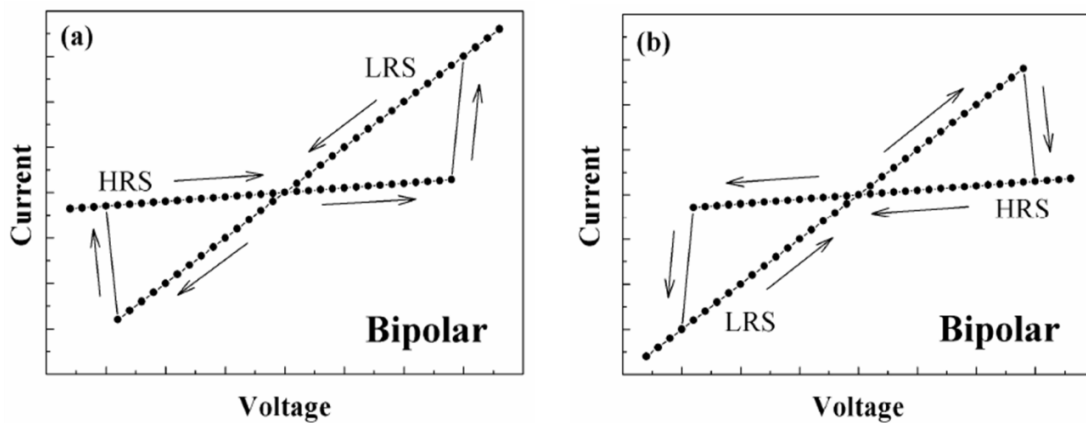 (a)
LRS
HRS
Current
Bipolar
Voltage
(b)
HRS
LRS
Current
Bipolar
Voltage